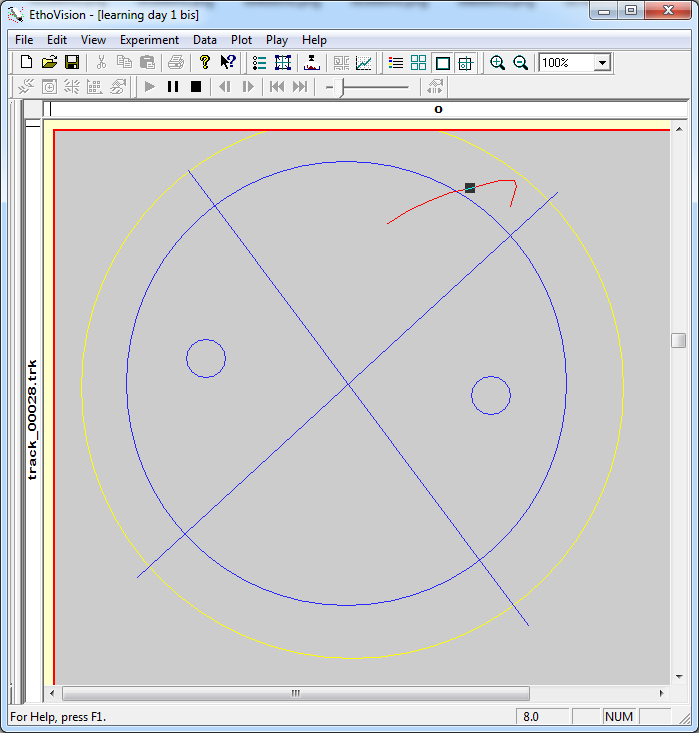 EthoVision - [learning day 1 bis]
File Edit View Experiment Data Plot Play Help
100%
0
track_00028.trk
For Help, press F1.
8.0
NUM